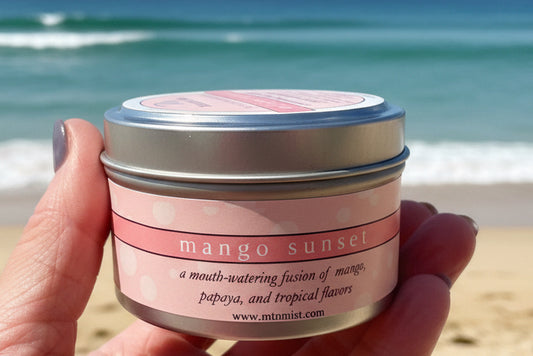 mango sunset
a mouth-watering fusion of mango,
papaya, and tropical flavors
www.mtnmist.com